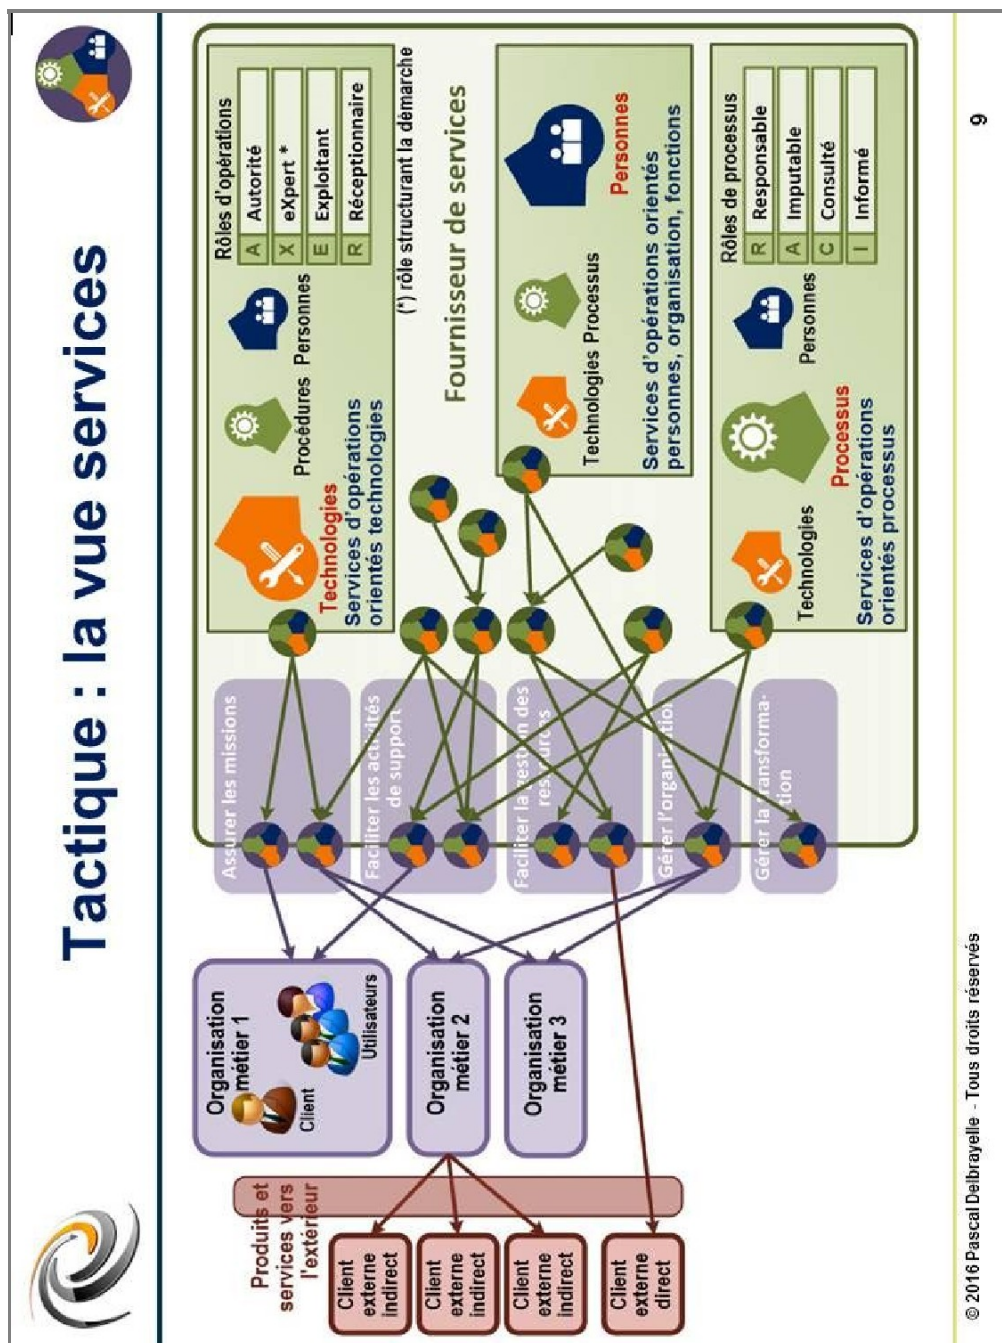 Tactique : la vue services
Produits et
services vers
l'extérieur
Client
externe
indirect
Client
externe
indirect
Client
externe
indirect
Client
externe
direct
Organisation
métier 1
Client
Utilisateurs
Organisation
métier 2
Organisation
métier 3
Assurer les missions
Faciliter les activités
de support
Faciliter la gestion des
ressources
Gérer l'organisation
Gérer la transforma-
tion
Technologies
Procédures
Personnes
Services d'opérations
orientés technologies
Rôles d'opérations
A Autorité
X eXpert *
E Exploitant
R Réceptionnaire
(*) rôle structurant la démarche
Fournisseur de services
Technologies
Processus
Personnes
Services d'opérations orientés
personnes, organisation, fonctions
Technologies
Processus
Personnes
Services d'opérations
orientés processus
Rôles de processus
R Responsable
A Imputable
C Consulté
I Informé
© 2016 Pascal Delbrayelle - Tous droits réservés
9